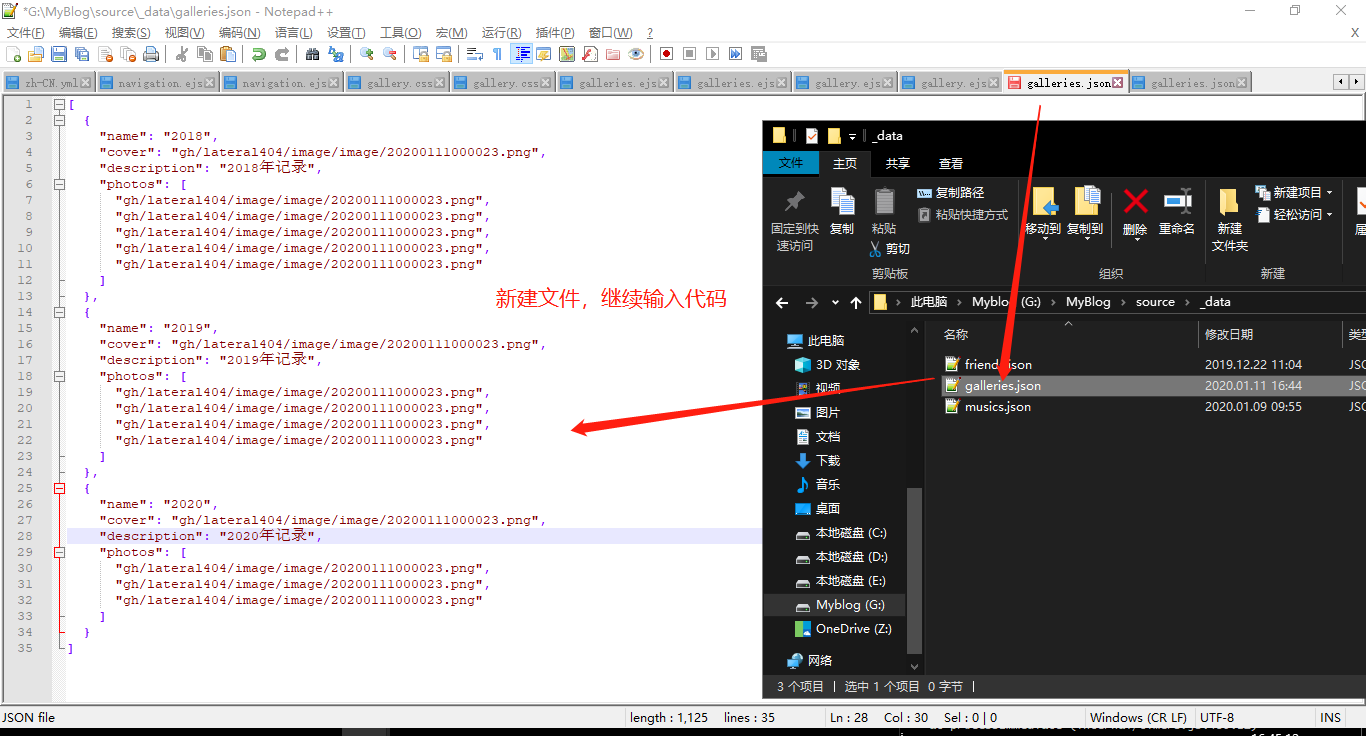 *G:\MyBlog\source\_data\galleries.json - Notepad++
文件(F) 编辑(E) 搜索(S) 视图(V) 编码(N) 语言(L) 设置(T) 工具(O) 宏(M) 运行(R) 插件(P) 窗口(W) ? X
zh-CN.yml navigation.ejs navigation.ejs gallery.css gallery.css galleries.ejs galleries.ejs gallery.ejs gallery.ejs galleries.json galleries.json
1 [
2 {
3 "name": "2018",
4 "cover": "gh/lateral404/image/image/20200111000023.png",
5 "description": "2018年记录",
6 "photos": [
7 "gh/lateral404/image/image/20200111000023.png",
8 "gh/lateral404/image/image/20200111000023.png",
9 "gh/lateral404/image/image/20200111000023.png",
10 "gh/lateral404/image/image/20200111000023.png",
11 "gh/lateral404/image/image/20200111000023.png"
12 ]
13 },
14 {
15 "name": "2019",
16 "cover": "gh/lateral404/image/image/20200111000023.png",
17 "description": "2019年记录",
18 "photos": [
19 "gh/lateral404/image/image/20200111000023.png",
20 "gh/lateral404/image/image/20200111000023.png",
21 "gh/lateral404/image/image/20200111000023.png",
22 "gh/lateral404/image/image/20200111000023.png"
23 ]
24 },
25 {
26 "name": "2020",
27 "cover": "gh/lateral404/image/image/20200111000023.png",
28 "description": "2020年记录",
29 "photos": [
30 "gh/lateral404/image/image/20200111000023.png",
31 "gh/lateral404/image/image/20200111000023.png",
32 "gh/lateral404/image/image/20200111000023.png"
33 ]
34 }
35 ]
新建文件，继续输入代码
_data
文件 主页 共享 查看
固定到快速访问
复制
粘贴
复制路径
粘贴快捷方式
剪切
剪贴板
移动到 复制到 删除 重命名
组织
新建文件夹
新建项目
轻松访问
新建
此电脑 › Myblog (G:) › MyBlog › source › _data
名称 修改日期
friend.json 2019.12.22 11:04 JSO
galleries.json 2020.01.11 16:44 JSO
musics.json 2020.01.09 09:55 JSO
此电脑
3D 对象
视频
图片
文档
下载
音乐
桌面
本地磁盘 (C:)
本地磁盘 (D:)
本地磁盘 (E:)
Myblog (G:)
OneDrive (Z:)
网络
3 个项目 | 选中 1 个项目 0 字节 |
JSON file length : 1,125 lines : 35 Ln : 28 Col : 30 Sel : 0 | 0 Windows (CR LF) UTF-8 INS